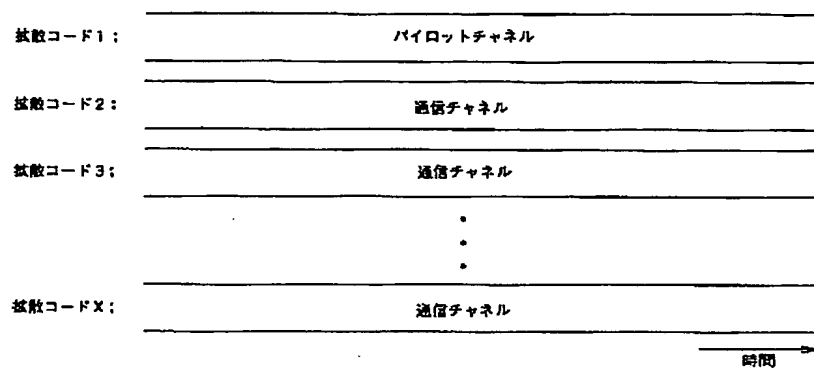 拡散コード1; パイロットチャネル
拡散コード2; 通信チャネル
拡散コード3; 通信チャネル
拡散コードX; 通信チャネル
時間